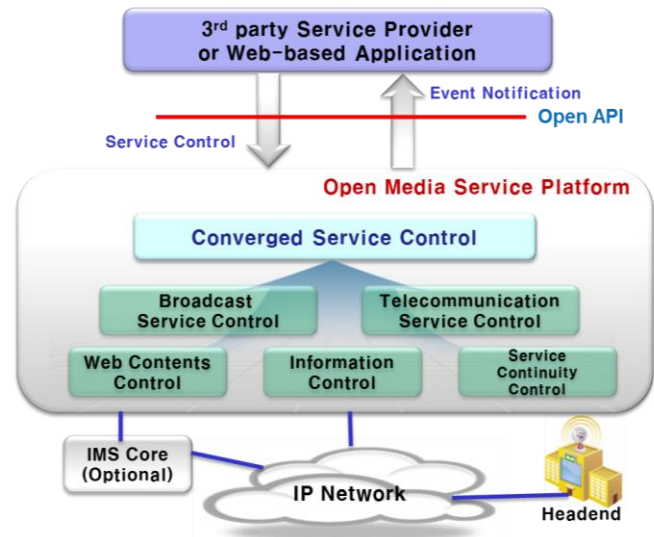 3rd party Service Provider
or Web-based Application
Event Notification
Open API
Service Control
Open Media Service Platform
Converged Service Control
Broadcast
Service Control
Telecommunication
Service Control
Web Contents
Control
Information
Control
Service
Continuity
Control
IMS Core
(Optional)
IP Network
Headend